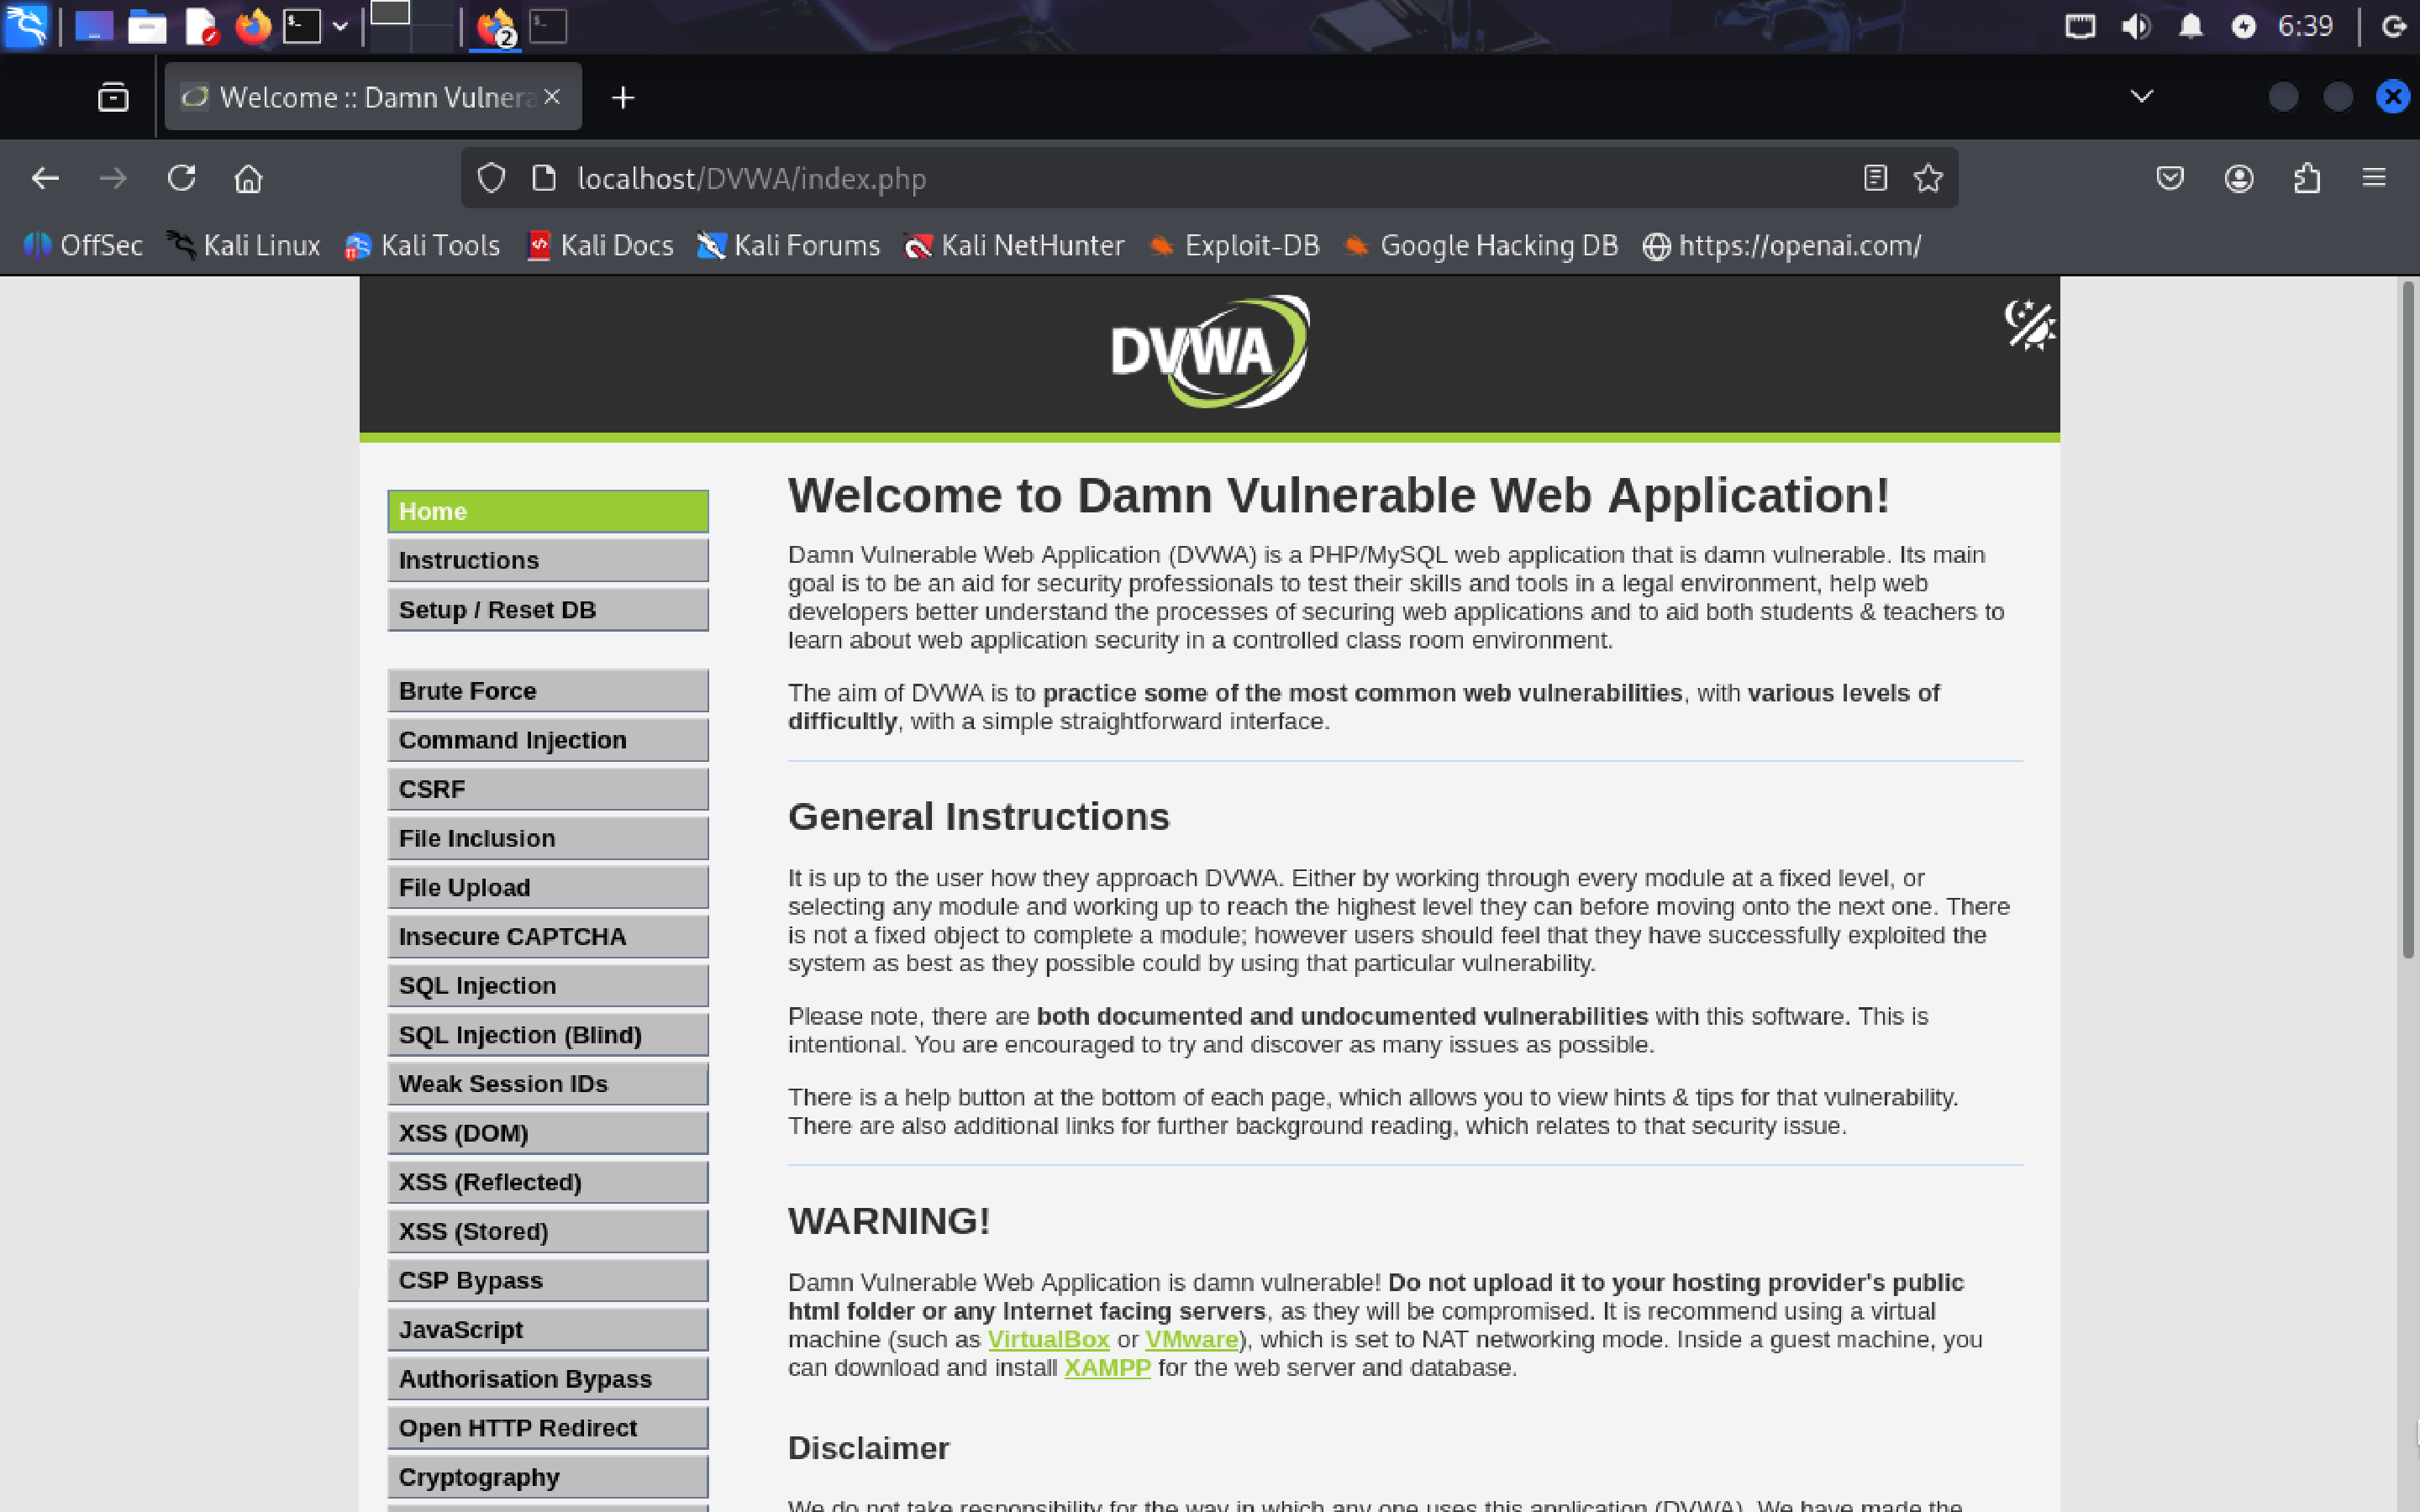 2
6:39
Welcome :: Damn Vulnera
localhost/DVWA/index.php
OffSec Kali Linux Kali Tools Kali Docs Kali Forums Kali NetHunter Exploit-DB Google Hacking DB https://openai.com/
DVWA
Home
Instructions
Setup / Reset DB
Brute Force
Command Injection
CSRF
File Inclusion
File Upload
Insecure CAPTCHA
SQL Injection
SQL Injection (Blind)
Weak Session IDs
XSS (DOM)
XSS (Reflected)
XSS (Stored)
CSP Bypass
JavaScript
Authorisation Bypass
Open HTTP Redirect
Cryptography
Welcome to Damn Vulnerable Web Application!
Damn Vulnerable Web Application (DVWA) is a PHP/MySQL web application that is damn vulnerable. Its main
goal is to be an aid for security professionals to test their skills and tools in a legal environment, help web
developers better understand the processes of securing web applications and to aid both students & teachers to
learn about web application security in a controlled class room environment.
The aim of DVWA is to practice some of the most common web vulnerabilities, with various levels of
difficultly, with a simple straightforward interface.
General Instructions
It is up to the user how they approach DVWA. Either by working through every module at a fixed level, or
selecting any module and working up to reach the highest level they can before moving onto the next one. There
is not a fixed object to complete a module; however users should feel that they have successfully exploited the
system as best as they possible could by using that particular vulnerability.
Please note, there are both documented and undocumented vulnerabilities with this software. This is
intentional. You are encouraged to try and discover as many issues as possible.
There is a help button at the bottom of each page, which allows you to view hints & tips for that vulnerability.
There are also additional links for further background reading, which relates to that security issue.
WARNING!
Damn Vulnerable Web Application is damn vulnerable! Do not upload it to your hosting provider's public
html folder or any Internet facing servers, as they will be compromised. It is recommend using a virtual
machine (such as VirtualBox or VMware), which is set to NAT networking mode. Inside a guest machine, you
can download and install XAMPP for the web server and database.
Disclaimer
We do not take responsibility for the way in which any one uses this application (DVWA). We have made the